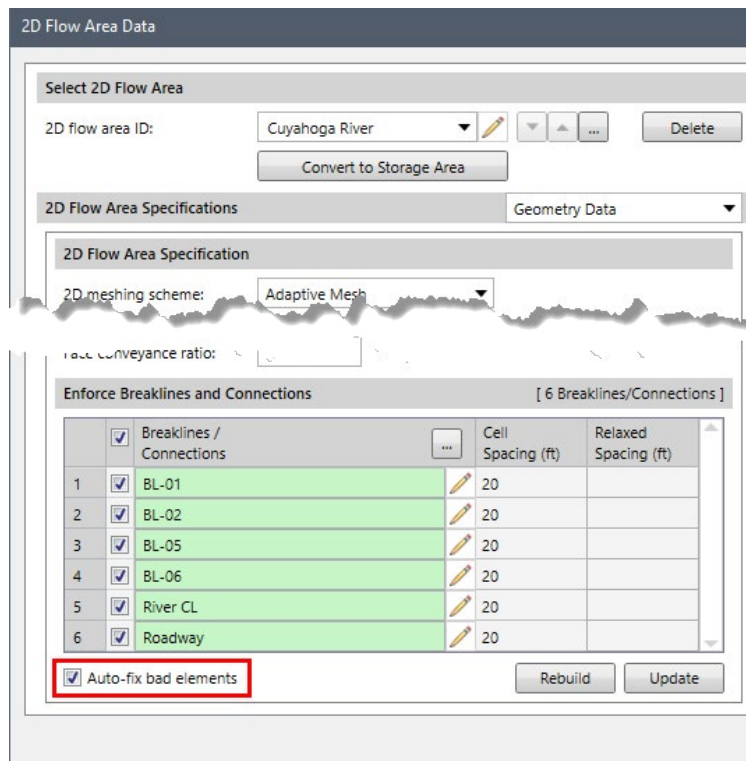 2D Flow Area Data
Select 2D Flow Area
2D flow area ID: Cuyahoga River ... Delete
Convert to Storage Area
2D Flow Area Specifications Geometry Data
2D Flow Area Specification
2D meshing scheme: Adaptive Mesh
Face conveyance ratio:
Enforce Breaklines and Connections [ 6 Breaklines/Connections ]
Breaklines / ... Cell Relaxed
Connections Spacing (ft) Spacing (ft)
1 BL-01 20
2 BL-02 20
3 BL-05 20
4 BL-06 20
5 River CL 20
6 Roadway 20
Auto-fix bad elements Rebuild Update